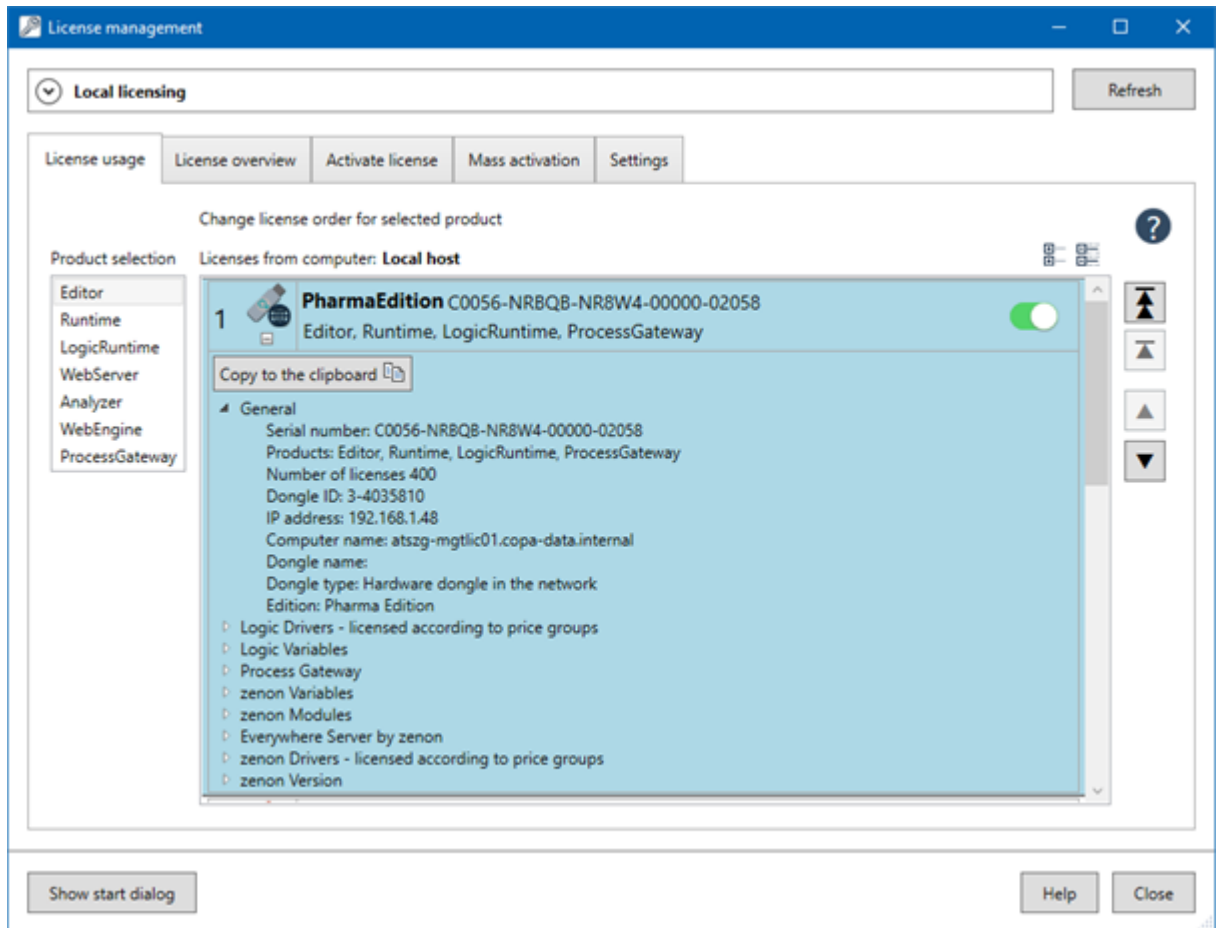 License management
Local licensing
Refresh
License usage
License overview
Activate license
Mass activation
Settings
Change license order for selected product
?
Product selection
Licenses from computer: Local host
Editor
Runtime
LogicRuntime
WebServer
Analyzer
WebEngine
ProcessGateway
1
PharmaEdition C0056-NRBQB-NR8W4-00000-02058
Editor, Runtime, LogicRuntime, ProcessGateway
Copy to the clipboard
General
Serial number: C0056-NRBQB-NR8W4-00000-02058
Products: Editor, Runtime, LogicRuntime, ProcessGateway
Number of licenses 400
Dongle ID: 3-4035810
IP address: 192.168.1.48
Computer name: atszg-mgtlic01.copa-data.internal
Dongle name:
Dongle type: Hardware dongle in the network
Edition: Pharma Edition
Logic Drivers - licensed according to price groups
Logic Variables
Process Gateway
zenon Variables
zenon Modules
Everywhere Server by zenon
zenon Drivers - licensed according to price groups
zenon Version
Show start dialog
Help
Close